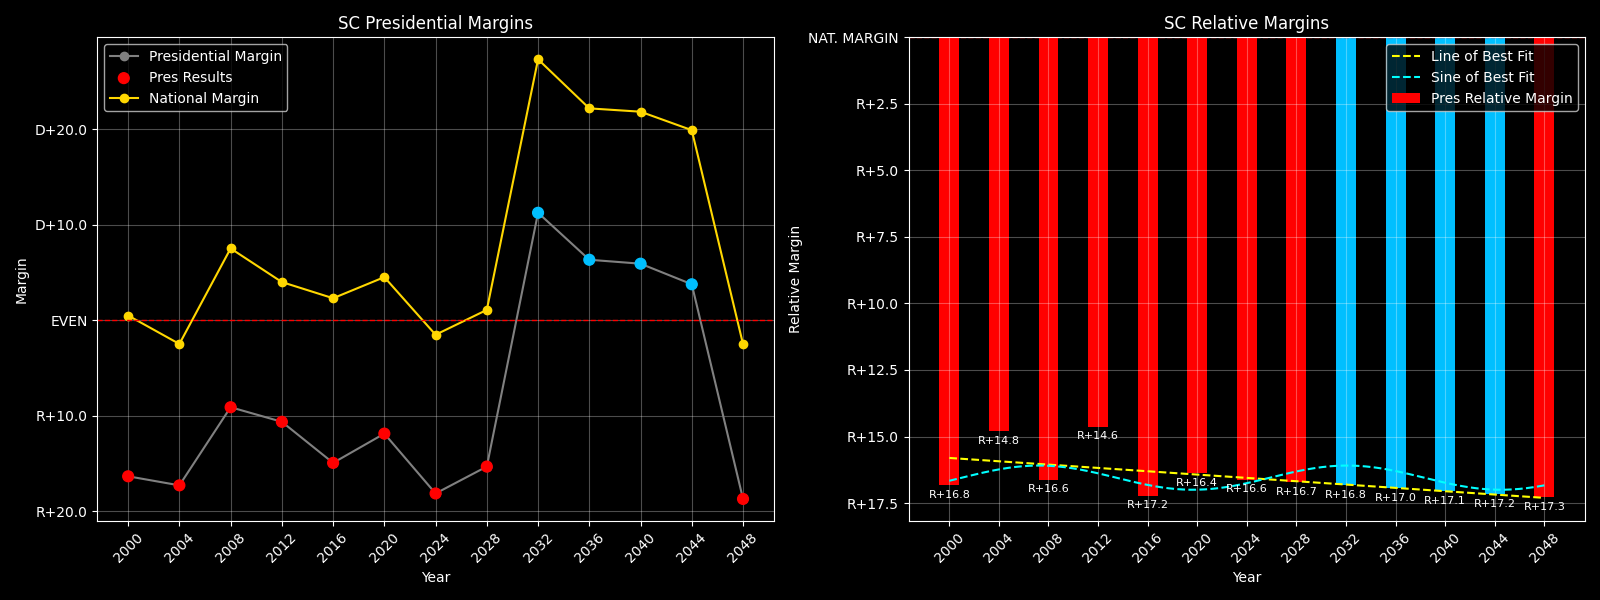 SC Presidential Margins
Presidential Margin
Pres Results
National Margin
D+20.0
D+10.0
EVEN
R+10.0
R+20.0
Margin
2000 2004 2008 2012 2016 2020 2024 2028 2032 2036 2040 2044 2048
Year
SC Relative Margins
Line of Best Fit
Sine of Best Fit
Pres Relative Margin
NAT. MARGIN
R+2.5
R+5.0
R+7.5
R+10.0
R+12.5
R+15.0
R+17.5
Relative Margin
R+16.8 R+14.8 R+16.6 R+14.6 R+17.2 R+16.4 R+16.6 R+16.7 R+16.8 R+17.0 R+17.1 R+17.2 R+17.3
2000 2004 2008 2012 2016 2020 2024 2028 2032 2036 2040 2044 2048
Year